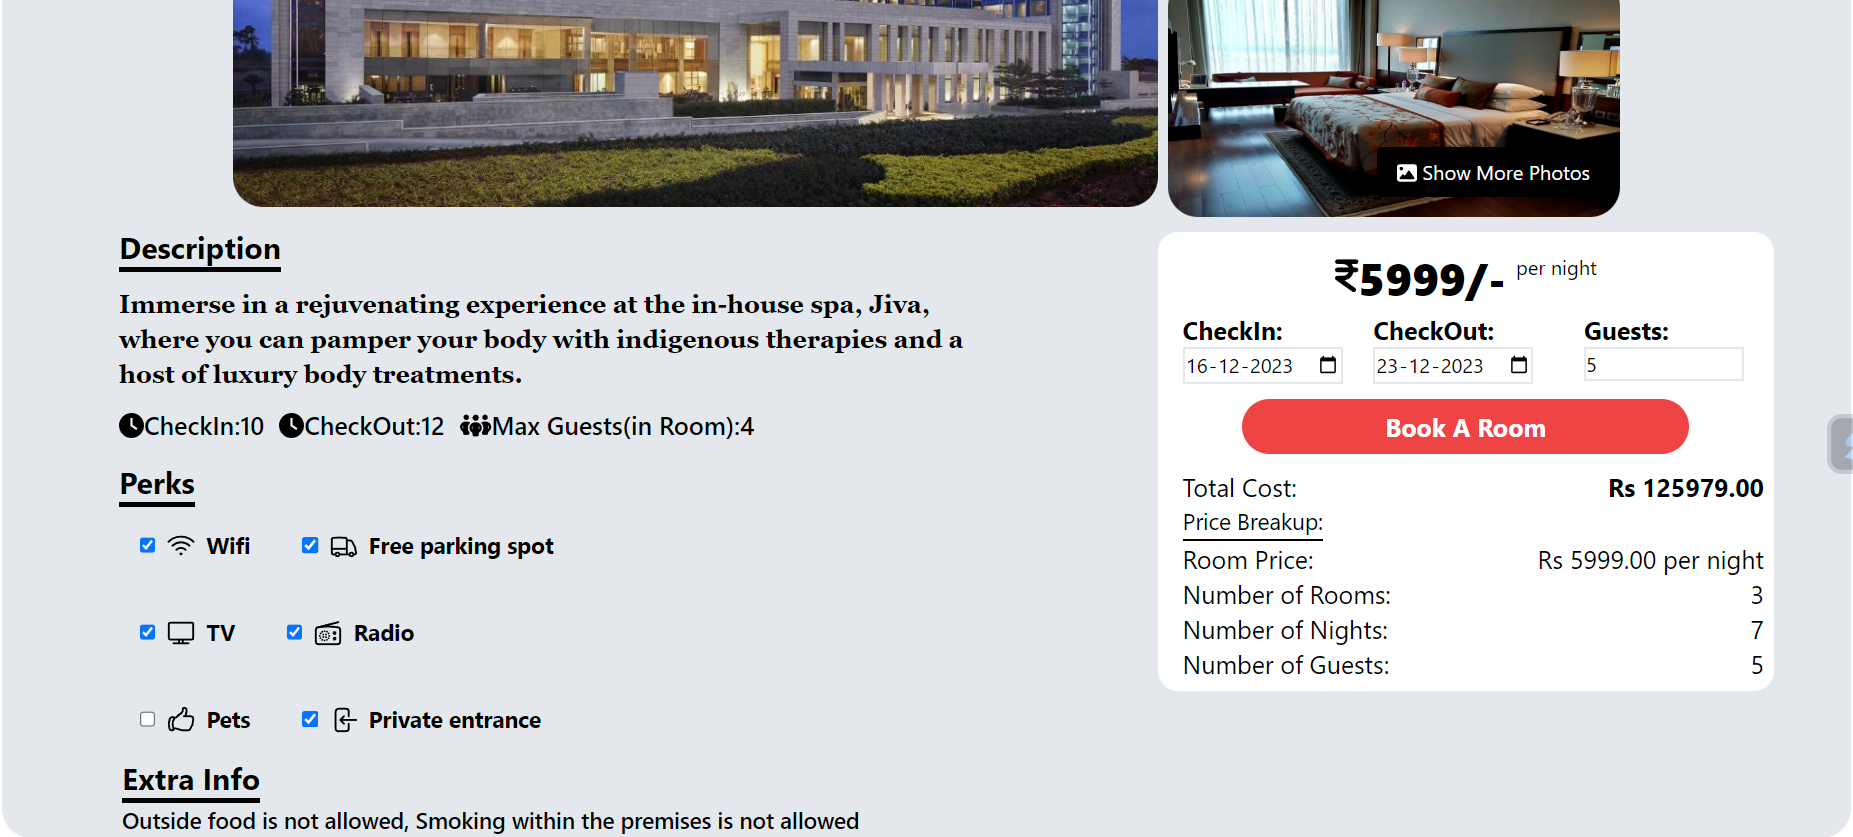 Show More Photos
Description
Immerse in a rejuvenating experience at the in-house spa, Jiva,
where you can pamper your body with indigenous therapies and a
host of luxury body treatments.
CheckIn:10 CheckOut:12 Max Guests(in Room):4
Perks
Wifi Free parking spot
TV Radio
Pets Private entrance
Extra Info
Outside food is not allowed, Smoking within the premises is not allowed
₹5999/- per night
CheckIn: CheckOut: Guests:
16-12-2023 23-12-2023 5
Book A Room
Total Cost: Rs 125979.00
Price Breakup:
Room Price: Rs 5999.00 per night
Number of Rooms: 3
Number of Nights: 7
Number of Guests: 5